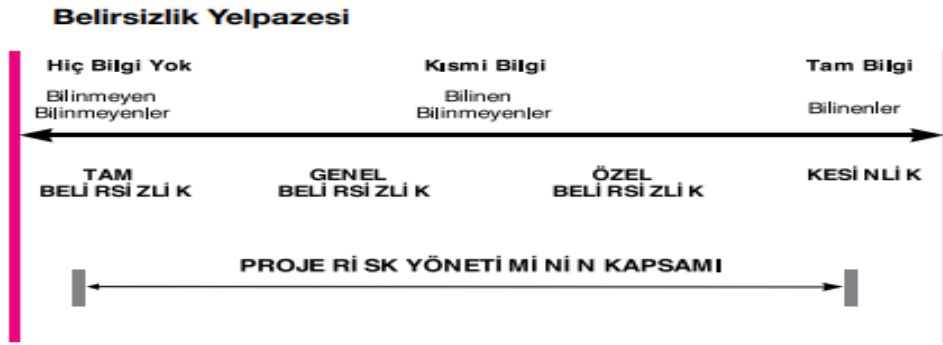 Belirsizlik Yelpazesi
Hiç Bilgi Yok
Kısmi Bilgi
Tam Bilgi
Bilinmeyen
Bilinmeyenler
Bilinen
Bilinmeyenler
Bilinenler
TAM
BELİRSİZLİK
GENEL
BELİRSİZLİK
ÖZEL
BELİRSİZLİK
KESİNLİK
PROJE RİSK YÖNETİMİNİN KAPSAMI